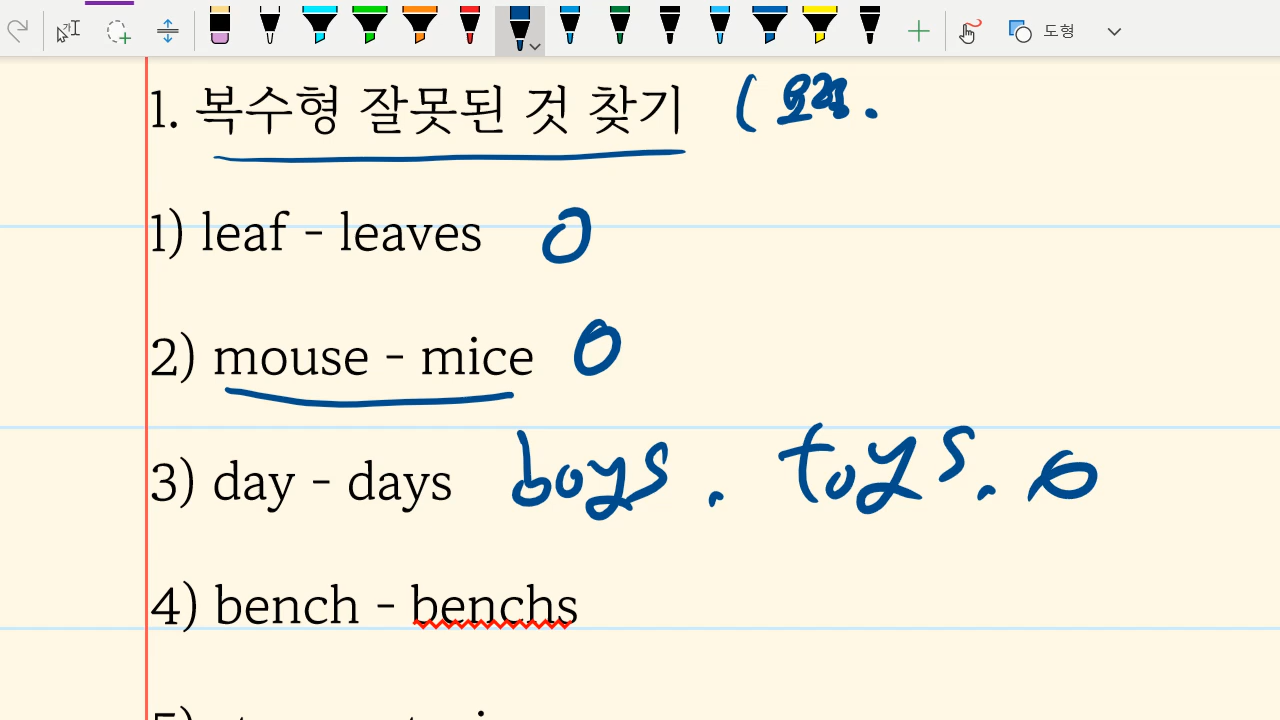 도형
1. 복수형 잘못된 것 찾기 (
1) leaf - leaves O
2) mouse - mice O
3) day - days boys. toys. O
4) bench - benchs